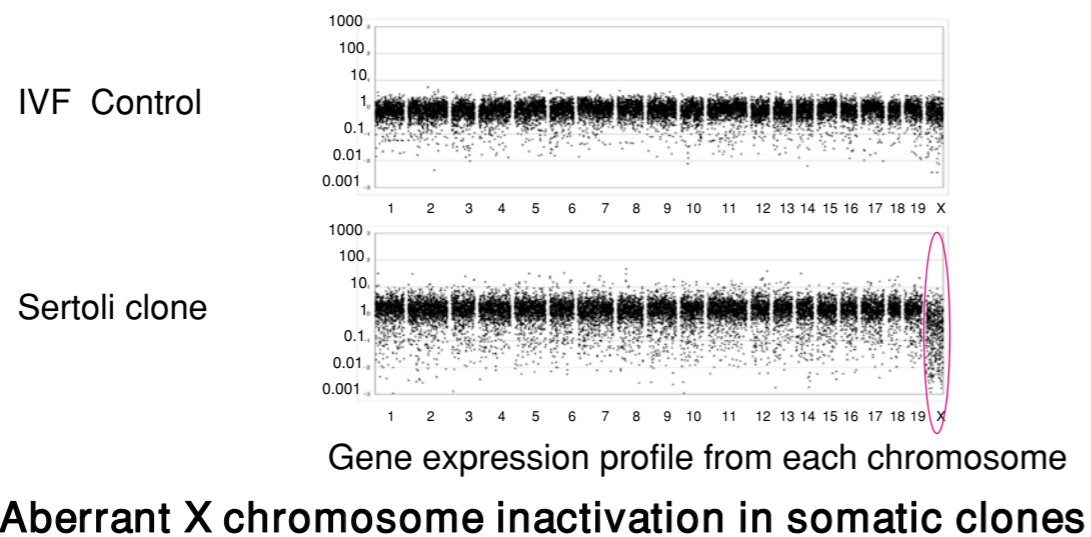 1000
100
10
1
0.1
0.01
0.001
IVF Control
1 2 3 4 5 6 7 8 9 10 11 12 13 14 15 16 17 18 19 X
1000
100
10
1
0.1
0.01
0.001
Sertoli clone
1 2 3 4 5 6 7 8 9 10 11 12 13 14 15 16 17 18 19 X
Gene expression profile from each chromosome
Aberrant X chromosome inactivation in somatic clones